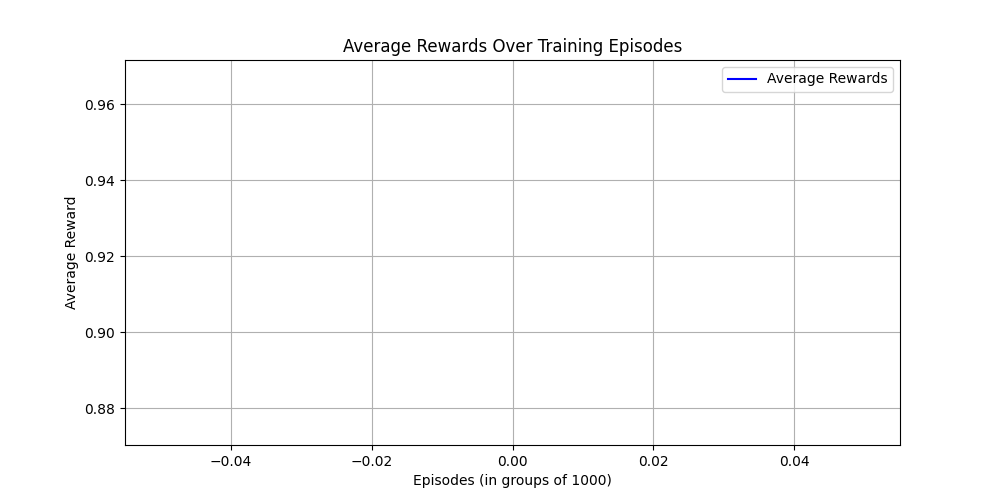 Average Rewards Over Training Episodes
Average Rewards
0.96
0.94
0.92
0.90
0.88
Average Reward
−0.04 −0.02 0.00 0.02 0.04
Episodes (in groups of 1000)